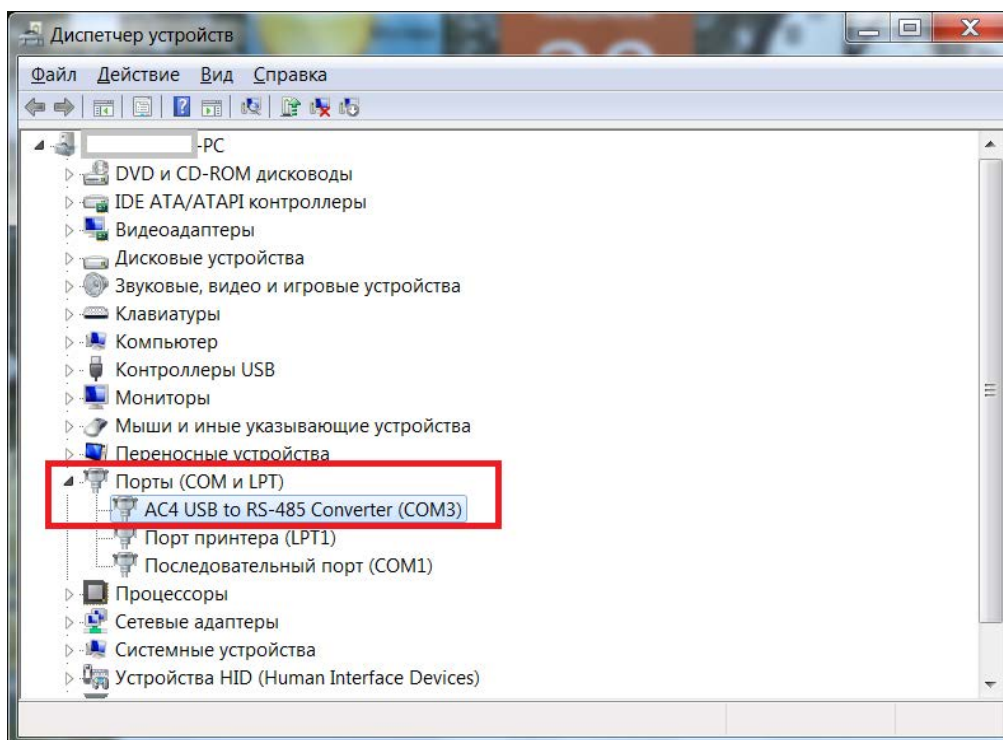 Диспетчер устройств
Файл Действие Вид Справка
-PC
DVD и CD-ROM дисководы
IDE ATA/ATAPI контроллеры
Видеоадаптеры
Дисковые устройства
Звуковые, видео и игровые устройства
Клавиатуры
Компьютер
Контроллеры USB
Мониторы
Мыши и иные указывающие устройства
Переносные устройства
Порты (COM и LPT)
AC4 USB to RS-485 Converter (COM3)
Порт принтера (LPT1)
Последовательный порт (COM1)
Процессоры
Сетевые адаптеры
Системные устройства
Устройства HID (Human Interface Devices)